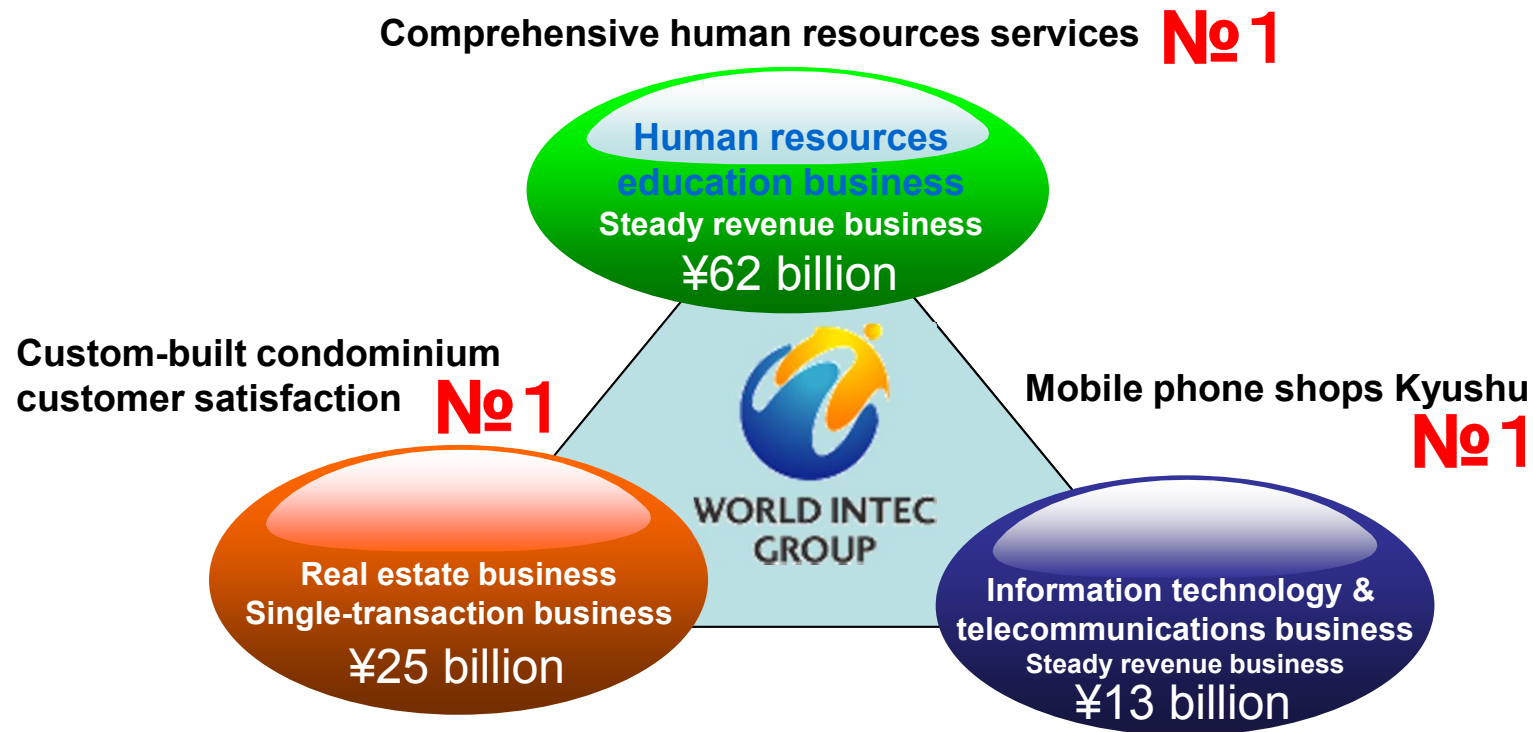 Comprehensive human resources services №1
Human resources
education business
Steady revenue business
¥62 billion
Custom-built condominium
customer satisfaction №1
Mobile phone shops Kyushu
№1
WORLD INTEC
GROUP
Real estate business
Single-transaction business
¥25 billion
Information technology &
telecommunications business
Steady revenue business
¥13 billion